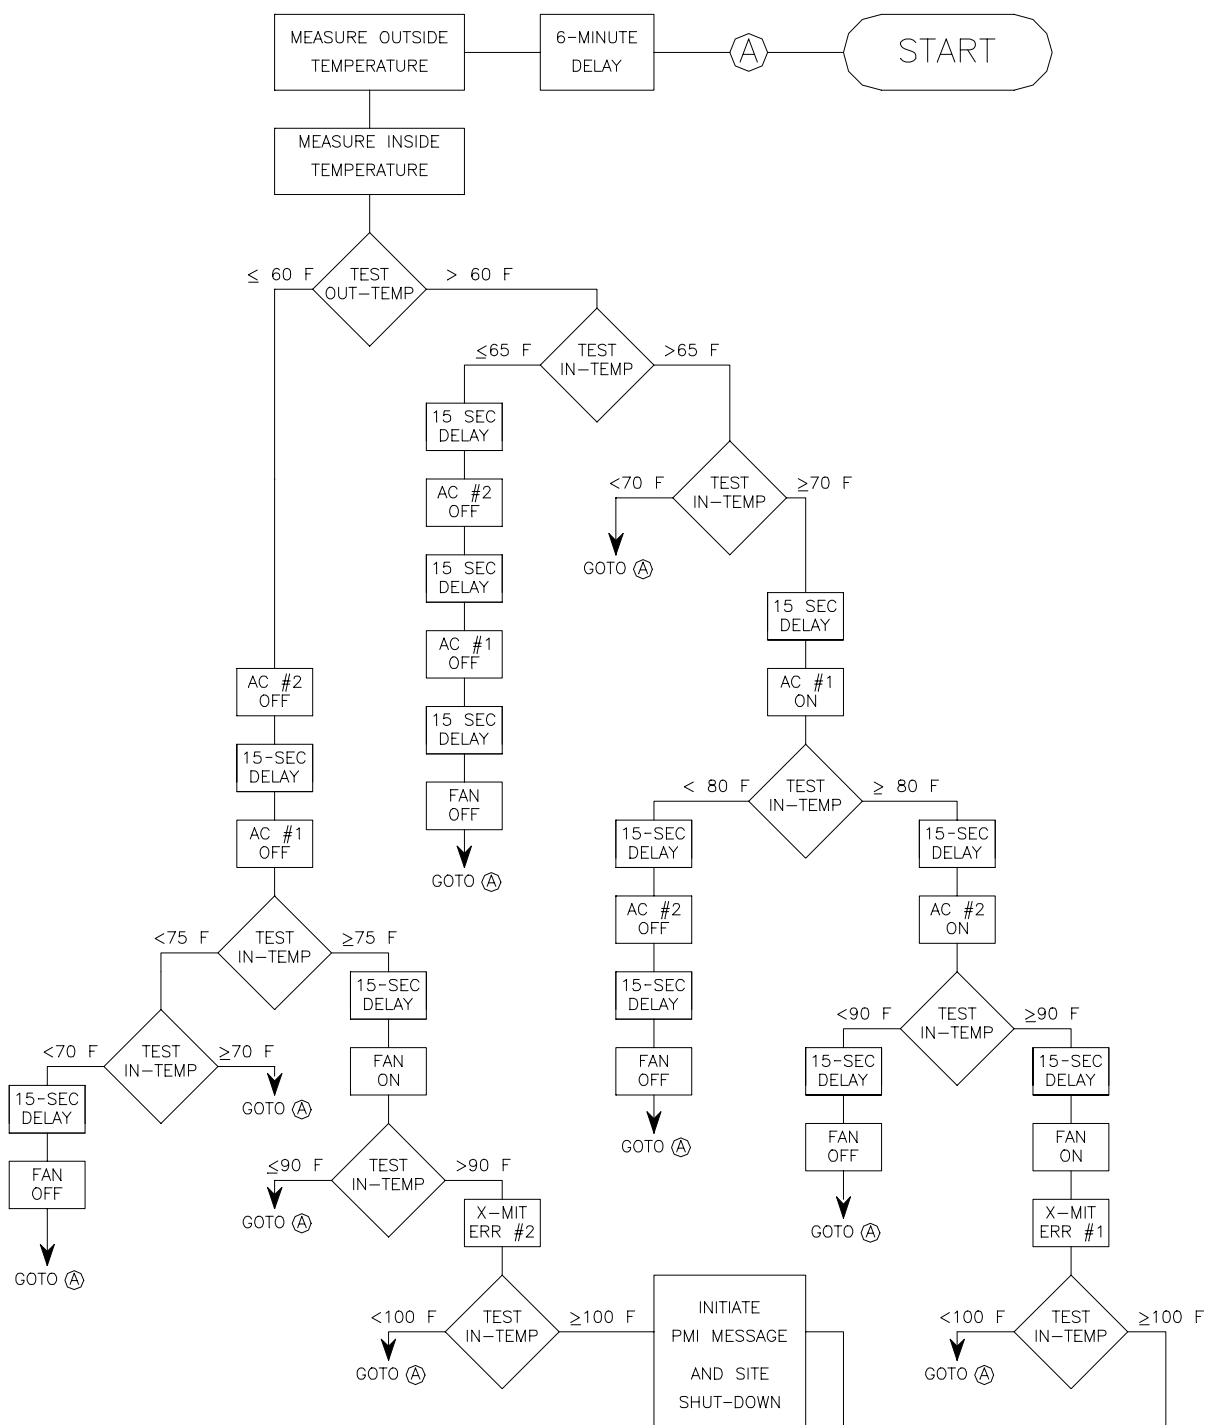 MEASURE OUTSIDE
TEMPERATURE
6-MINUTE
DELAY
A
START
MEASURE INSIDE
TEMPERATURE
≤ 60 F
TEST
OUT-TEMP
> 60 F
≤65 F
TEST
IN-TEMP
>65 F
15 SEC
DELAY
AC #2
OFF
15 SEC
DELAY
AC #1
OFF
15 SEC
DELAY
FAN
OFF
GOTO A
<70 F
TEST
IN-TEMP
≥70 F
GOTO A
15 SEC
DELAY
AC #1
ON
AC #2
OFF
15-SEC
DELAY
AC #1
OFF
< 80 F
TEST
IN-TEMP
≥ 80 F
15-SEC
DELAY
AC #2
OFF
15-SEC
DELAY
FAN
OFF
GOTO A
15-SEC
DELAY
AC #2
ON
<75 F
TEST
IN-TEMP
≥75 F
<70 F
TEST
IN-TEMP
≥70 F
GOTO A
15-SEC
DELAY
FAN
OFF
GOTO A
15-SEC
DELAY
FAN
ON
≤90 F
TEST
IN-TEMP
>90 F
GOTO A
X-MIT
ERR #2
<100 F
TEST
IN-TEMP
≥100 F
GOTO A
INITIATE
PMI MESSAGE
AND SITE
SHUT-DOWN
<90 F
TEST
IN-TEMP
≥90 F
15-SEC
DELAY
FAN
OFF
GOTO A
15-SEC
DELAY
FAN
ON
X-MIT
ERR #1
<100 F
TEST
IN-TEMP
≥100 F
GOTO A